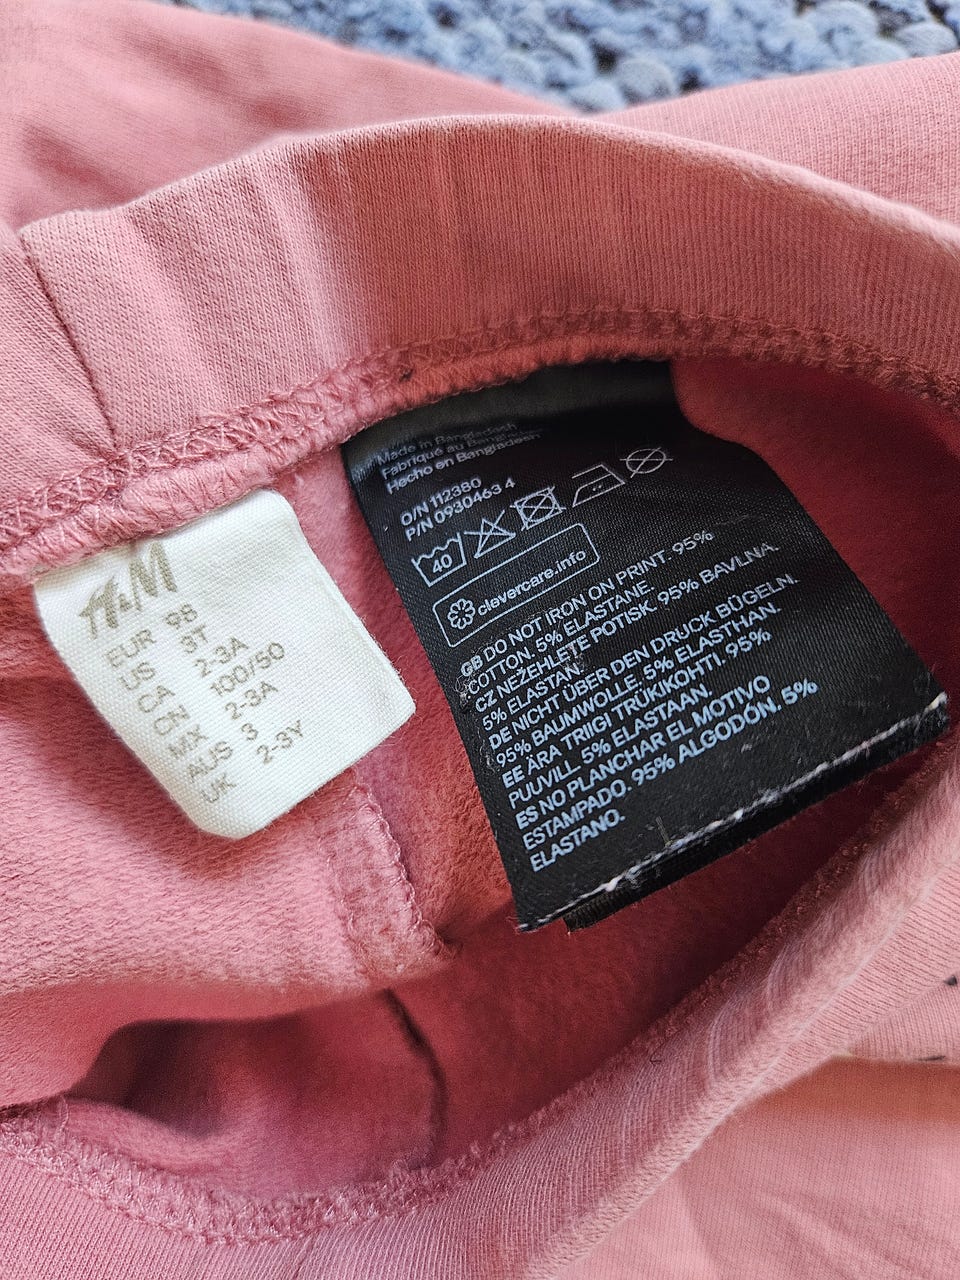 H&M
EUR 98
US 3T
CA 2-3A
CN 100/50
MX 2-3A
AUS 3
UK 2-3Y
Made in Bangladesh
Fabriqué au Bangladesh
Hecho en Bangladesh
O/N 112380
P/N 0930463 4
40
clevercare.info
GB DO NOT IRON ON PRINT. 95%
COTTON. 5% ELASTANE.
CZ NEŽEHLETE POTISK. 95% BAVLNA.
5% ELASTAN.
DE NICHT ÜBER DEN DRUCK BÜGELN.
95% BAUMWOLLE. 5% ELASTHAN.
EE ÄRA TRIIGI TRÜKIKOHTI. 95%
PUUVILL. 5% ELASTAAN.
ES NO PLANCHAR EL MOTIVO
ESTAMPADO. 95% ALGODÓN. 5%
ELASTANO.